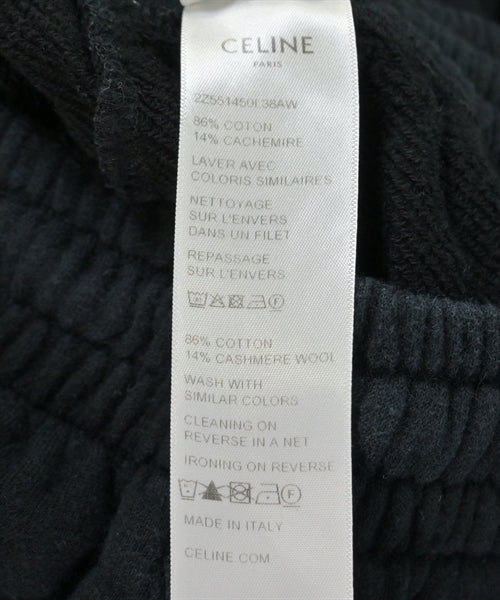 CELINE
PARIS
2Z551450L38AW
86% COTON
14% CACHEMIRE
LAVER AVEC
COLORIS SIMILAIRES
NETTOYAGE
SUR L'ENVERS
DANS UN FILET
REPASSAGE
SUR L'ENVERS
86% COTTON
14% CASHMERE WOOL
WASH WITH
SIMILAR COLORS
CLEANING ON
REVERSE IN A NET
IRONING ON REVERSE
MADE IN ITALY
CELINE.COM